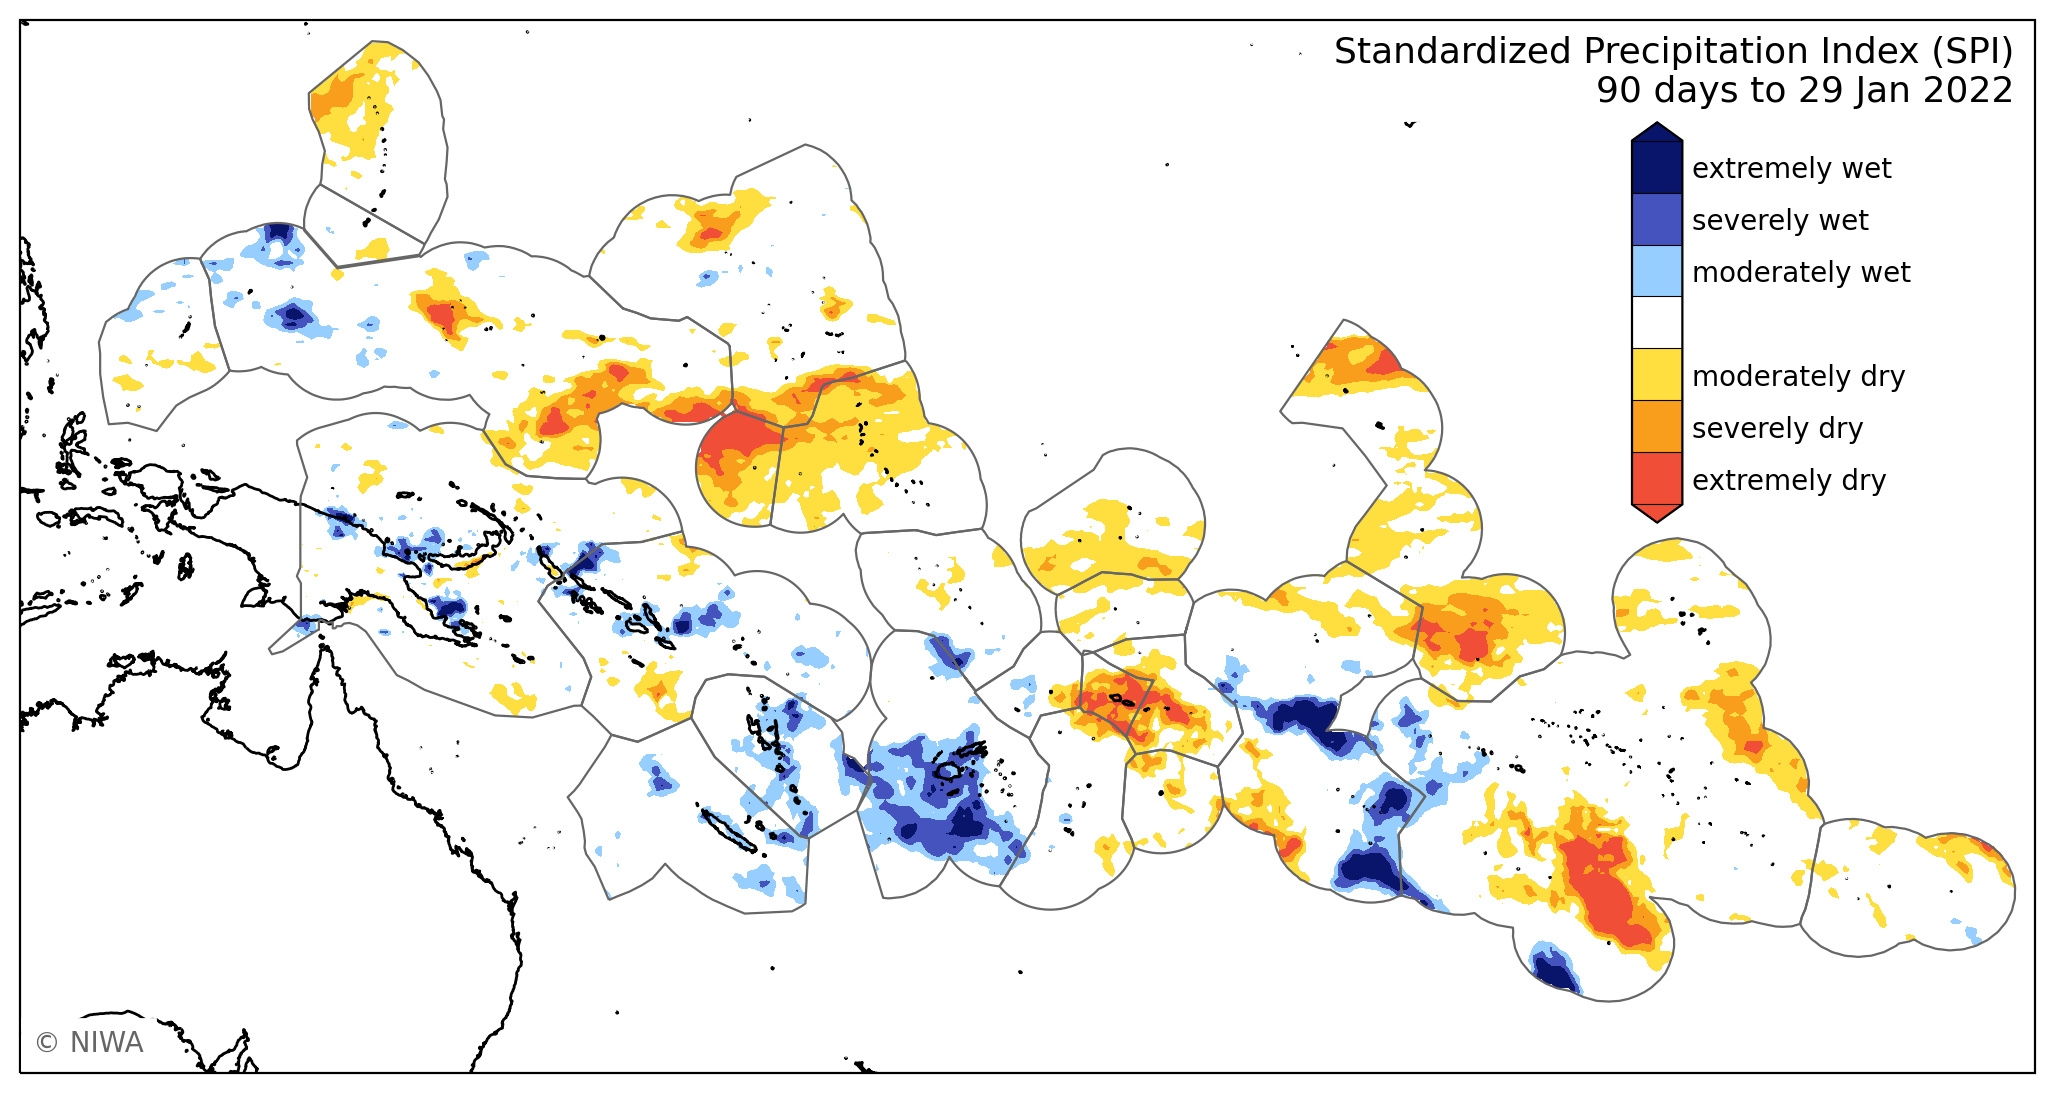 Standardized Precipitation Index (SPI)
90 days to 29 Jan 2022
extremely wet
severely wet
moderately wet
moderately dry
severely dry
extremely dry
© NIWA